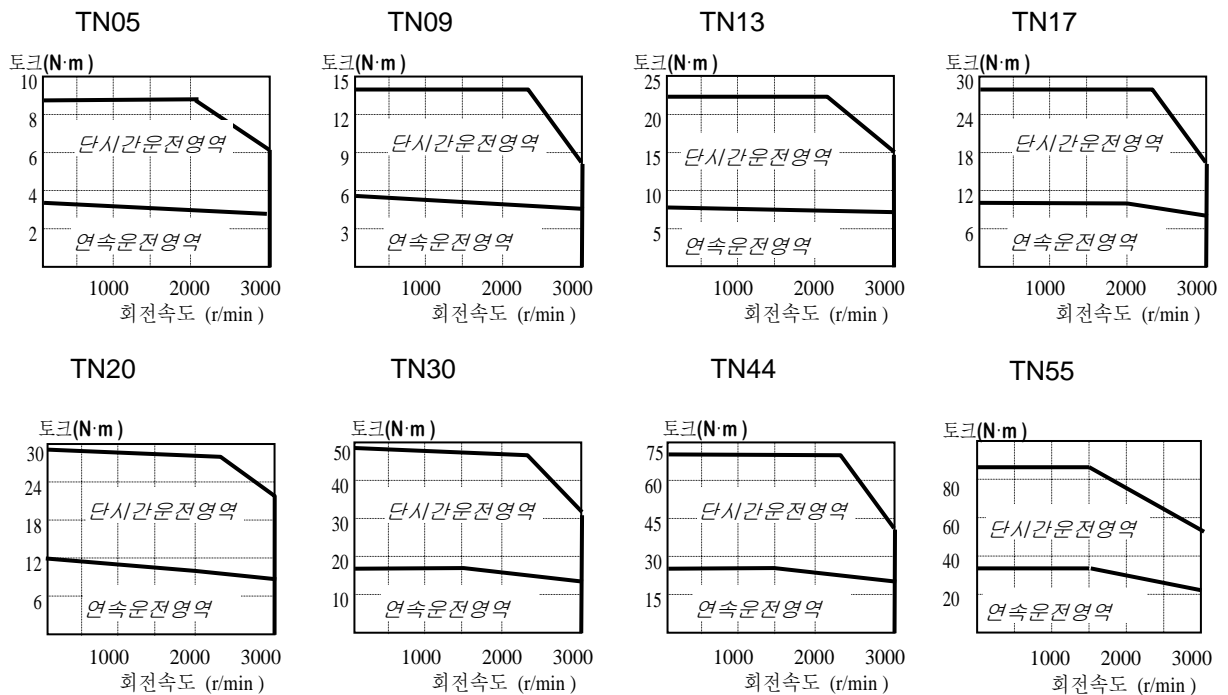 TN05 TN09 TN13 TN17
토크(N·m) 토크(N·m) 토크(N·m) 토크(N·m)
10 15 25 30
8 12 20 24
단시간운전영역 단시간운전영역 단시간운전영역 단시간운전영역
6 9 15 18
4 6 10 12
2 3 5 6
연속운전영역 연속운전영역 연속운전영역 연속운전영역
1000 2000 3000 1000 2000 3000 1000 2000 3000 1000 2000 3000
회전속도 (r/min) 회전속도 (r/min) 회전속도 (r/min) 회전속도 (r/min)
TN20 TN30 TN44 TN55
토크(N·m) 토크(N·m) 토크(N·m) 토크(N·m)
30 50 75
24 40 60 80
단시간운전영역 단시간운전영역 단시간운전영역 단시간운전영역
18 30 45 60
12 20 30 40
6 10 15 20
연속운전영역 연속운전영역 연속운전영역 연속운전영역
1000 2000 3000 1000 2000 3000 1000 2000 3000 1000 2000 3000
회전속도 (r/min) 회전속도 (r/min) 회전속도 (r/min) 회전속도 (r/min)